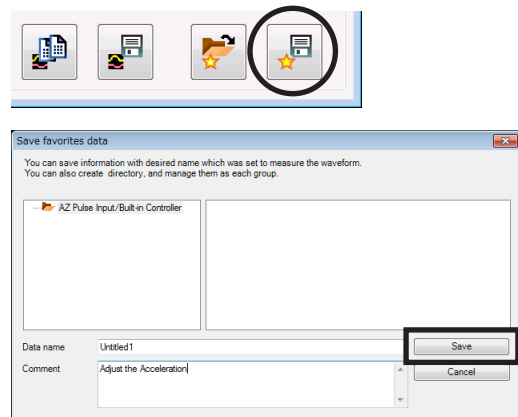 Save favorites data
You can save information with desired name which was set to measure the waveform.
You can also create directory, and manage them as each group.
AZ Pulse Input/Built-in Controller
Data name
Untitled1
Save
Comment
Adjust the Acceleration
Cancel